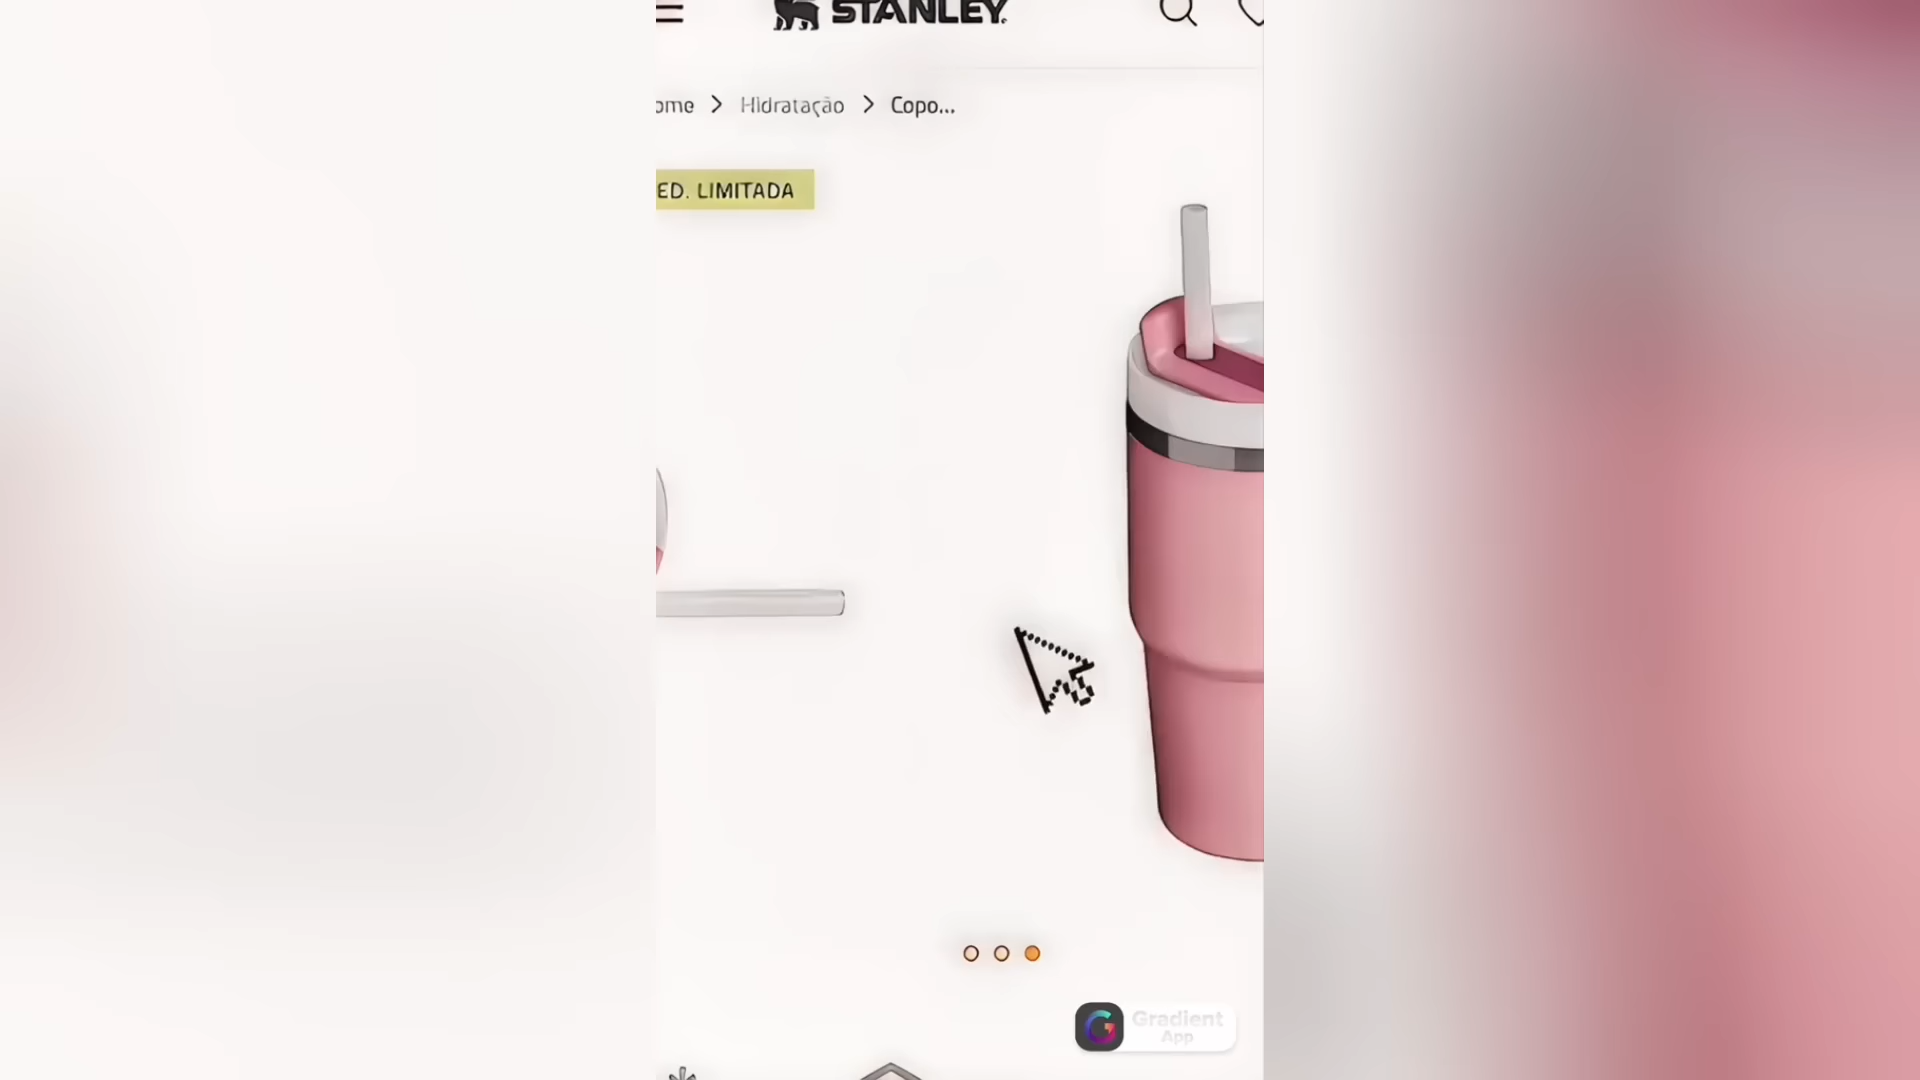 STANLEY
ome > Hidratação > Copo...
ED. LIMITADA
Gradient
App